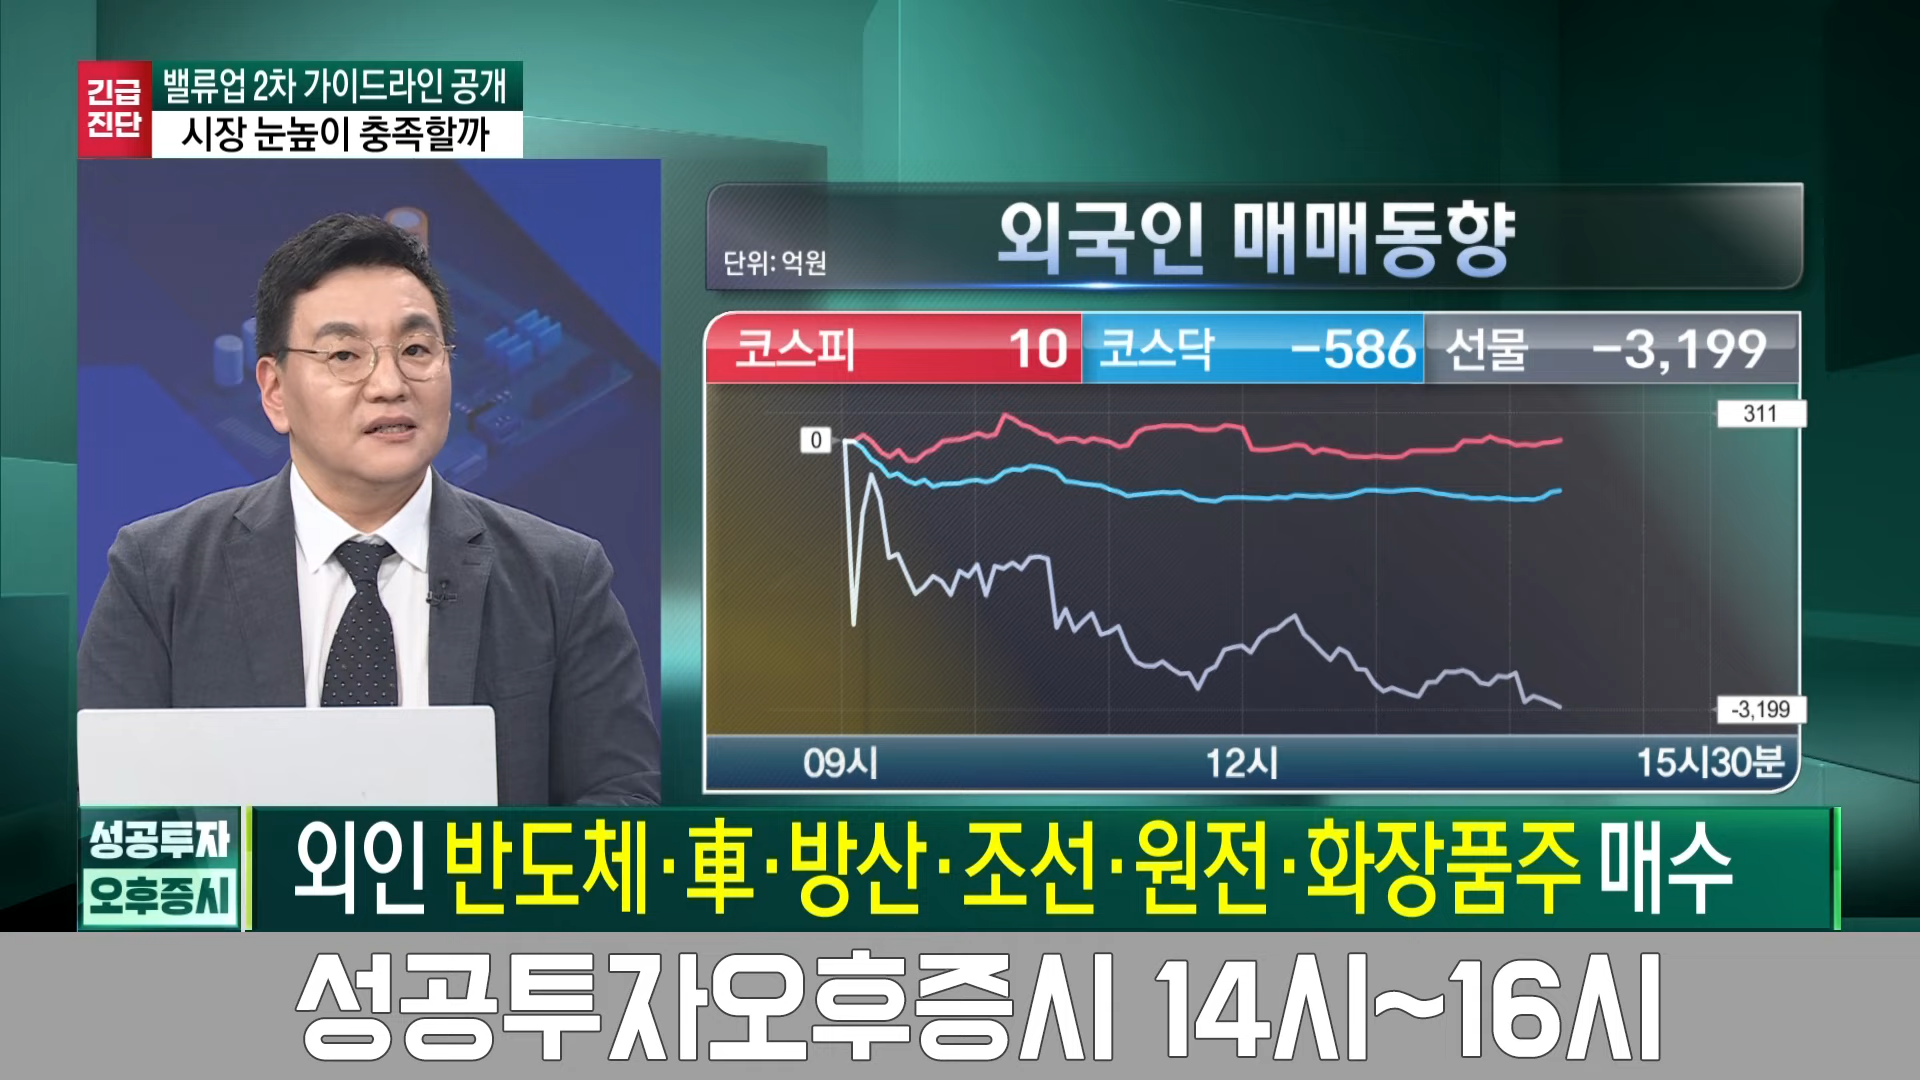 긴급
진단
밸류업 2차 가이드라인 공개
시장 눈높이 충족할까
외국인 매매동향
단위: 억원
코스피 10 코스닥 -586 선물 -3,199
311
0
-3,199
09시 12시 15시30분
성공투자
오후증시
외인 반도체·車·방산·조선·원전·화장품주 매수
성공투자오후증시 14시~16시